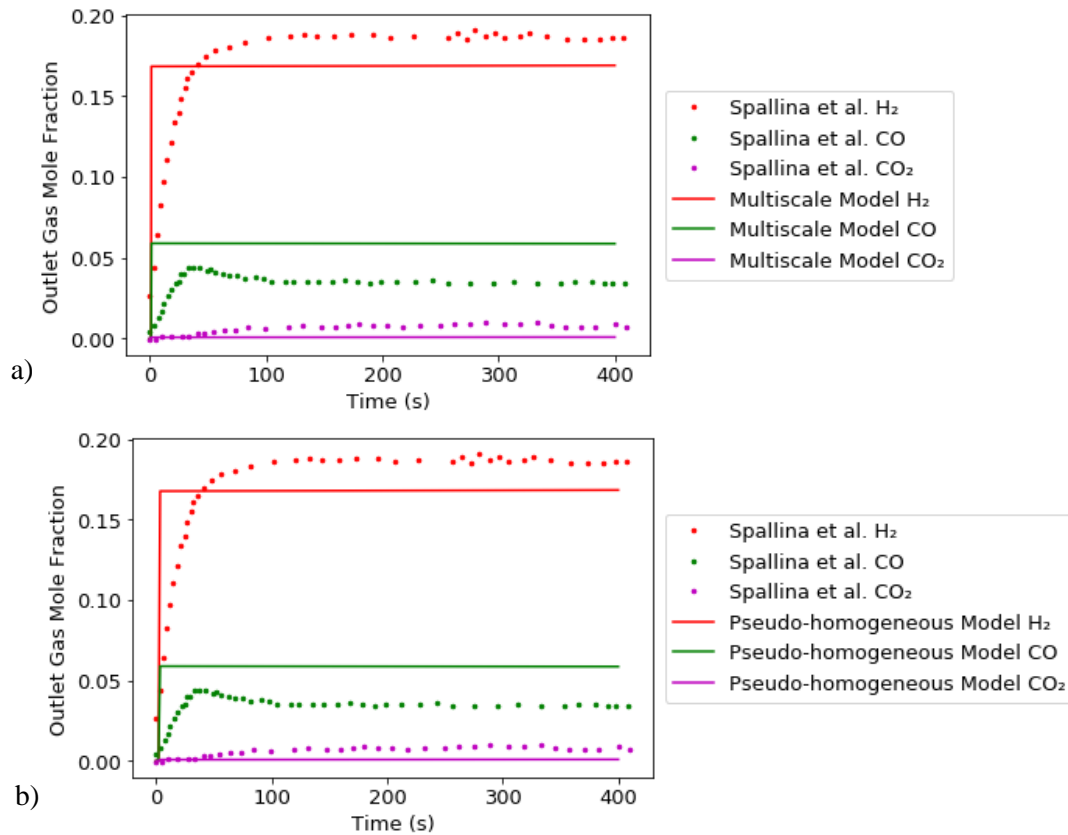 0.20
0.15
0.10
0.05
0.00
Outlet Gas Mole Fraction
0
100
200
300
400
Time (s)
Spallina et al. H₂
Spallina et al. CO
Spallina et al. CO₂
Multiscale Model H₂
Multiscale Model CO
Multiscale Model CO₂
a)
0.20
0.15
0.10
0.05
0.00
Outlet Gas Mole Fraction
0
100
200
300
400
Time (s)
Spallina et al. H₂
Spallina et al. CO
Spallina et al. CO₂
Pseudo-homogeneous Model H₂
Pseudo-homogeneous Model CO
Pseudo-homogeneous Model CO₂
b)